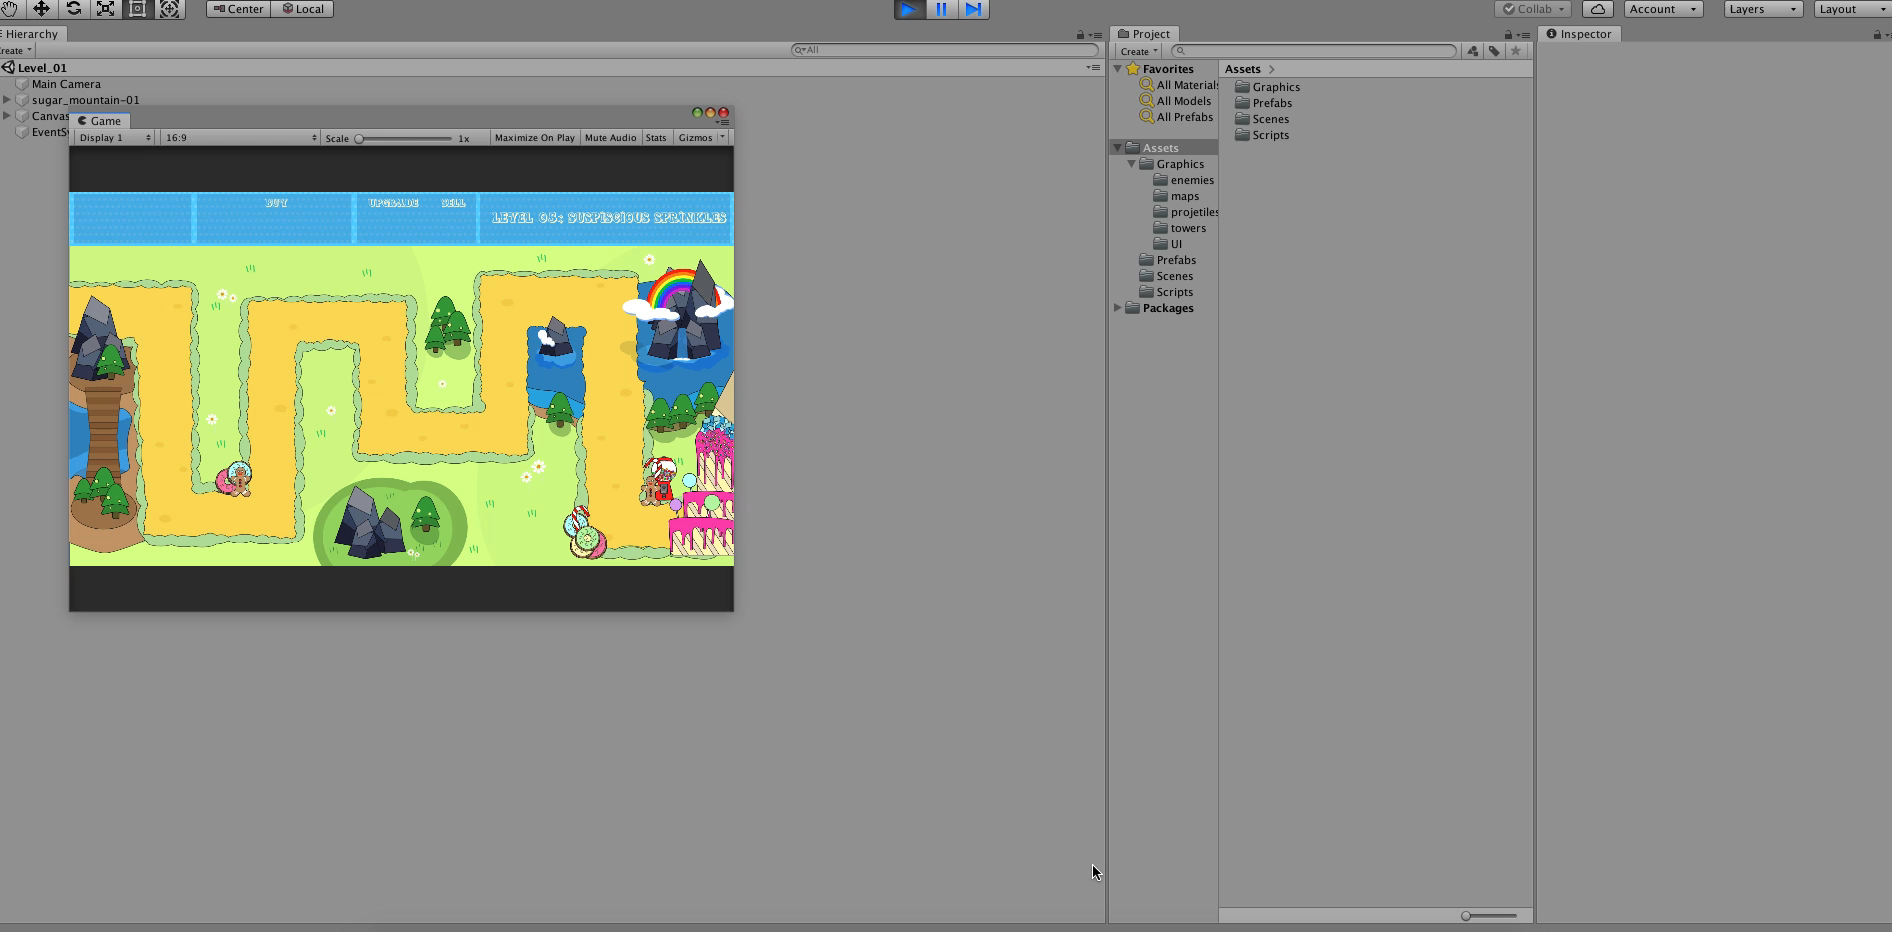 Center
Local
Collab
Account
Layers
Layout
Hierarchy
Create
All
Level_01
Main Camera
sugar_mountain-01
Canvas
EventSy
Game
Display 1
16:9
Scale
1x
Maximize On Play
Mute Audio
Stats
Gizmos
BUY
UPGRADE
SELL
LEVEL 05: SUSPISCIOUS SPRINKLES
Project
Create
Favorites
All Materials
All Models
All Prefabs
Assets
Graphics
enemies
maps
projetiles
towers
UI
Prefabs
Scenes
Scripts
Packages
Assets
Graphics
Prefabs
Scenes
Scripts
Inspector